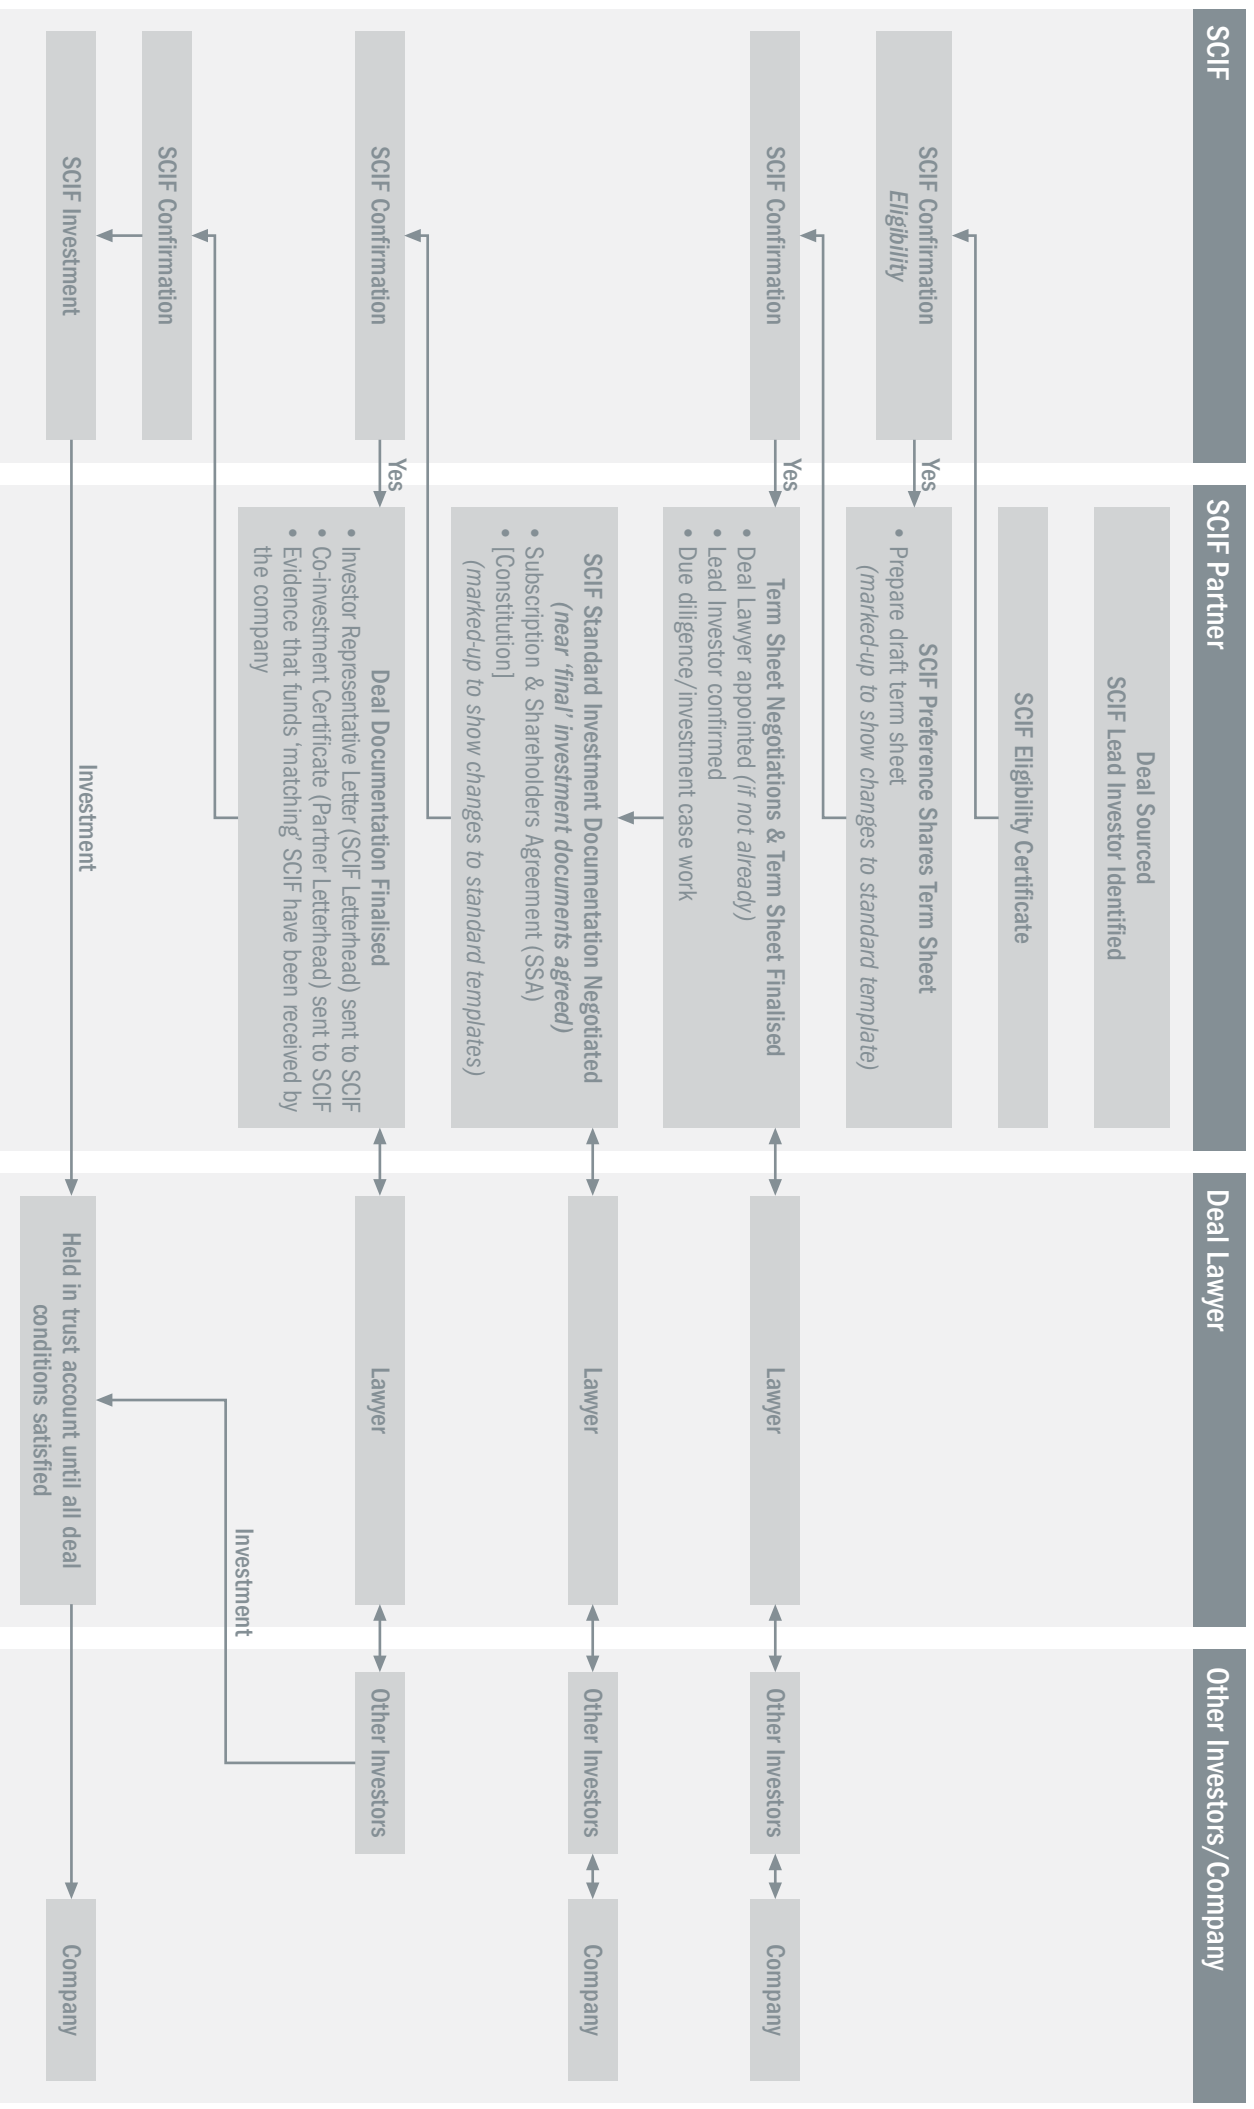 SCIF
SCIF Partner
Deal Lawyer
Other Investors/Company
Deal Sourced
SCIF Lead Investor Identified
SCIF Eligibility Certificate
SCIF Confirmation
Eligibility
Yes
SCIF Preference Shares Term Sheet
• Prepare draft term sheet
(marked-up to show changes to standard template)
SCIF Confirmation
Yes
Term Sheet Negotiations & Term Sheet Finalised
• Deal Lawyer appointed (if not already)
• Lead Investor confirmed
• Due diligence/investment case work
Lawyer
Other Investors
Company
SCIF Standard Investment Documentation Negotiated
(near ‘final’ investment documents agreed)
• Subscription & Shareholders Agreement (SSA)
• [Constitution]
(marked-up to show changes to standard templates)
Lawyer
Other Investors
Company
SCIF Confirmation
Yes
Deal Documentation Finalised
• Investor Representative Letter (SCIF Letterhead) sent to SCIF
• Co-investment Certificate (Partner Letterhead) sent to SCIF
• Evidence that funds ‘matching’ SCIF have been received by
the company
Lawyer
Other Investors
SCIF Confirmation
Investment
SCIF Investment
Investment
Held in trust account until all deal
conditions satisfied
Company